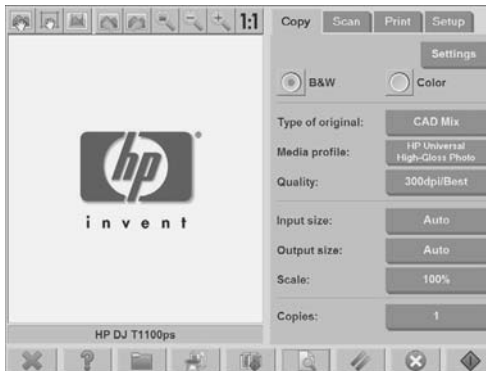 1:1
Copy Scan Print Setup
Settings
B&W Color
Type of original: CAD Mix
Media profile: HP Universal
High-Gloss Photo
Quality: 300dpi/Best
Input size: Auto
Output size: Auto
Scale: 100%
Copies: 1
hp
invent
HP DJ T1100ps
?